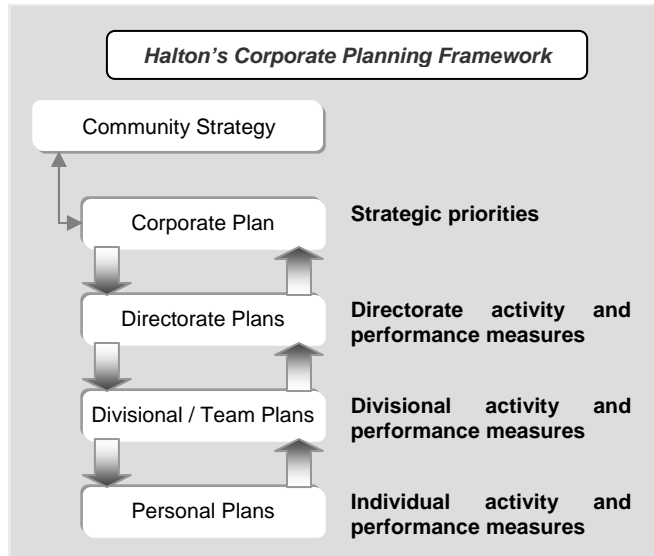 Halton's Corporate Planning Framework
Community Strategy
Corporate Plan
Strategic priorities
Directorate Plans
Directorate activity and
performance measures
Divisional / Team Plans
Divisional activity and
performance measures
Personal Plans
Individual activity and
performance measures